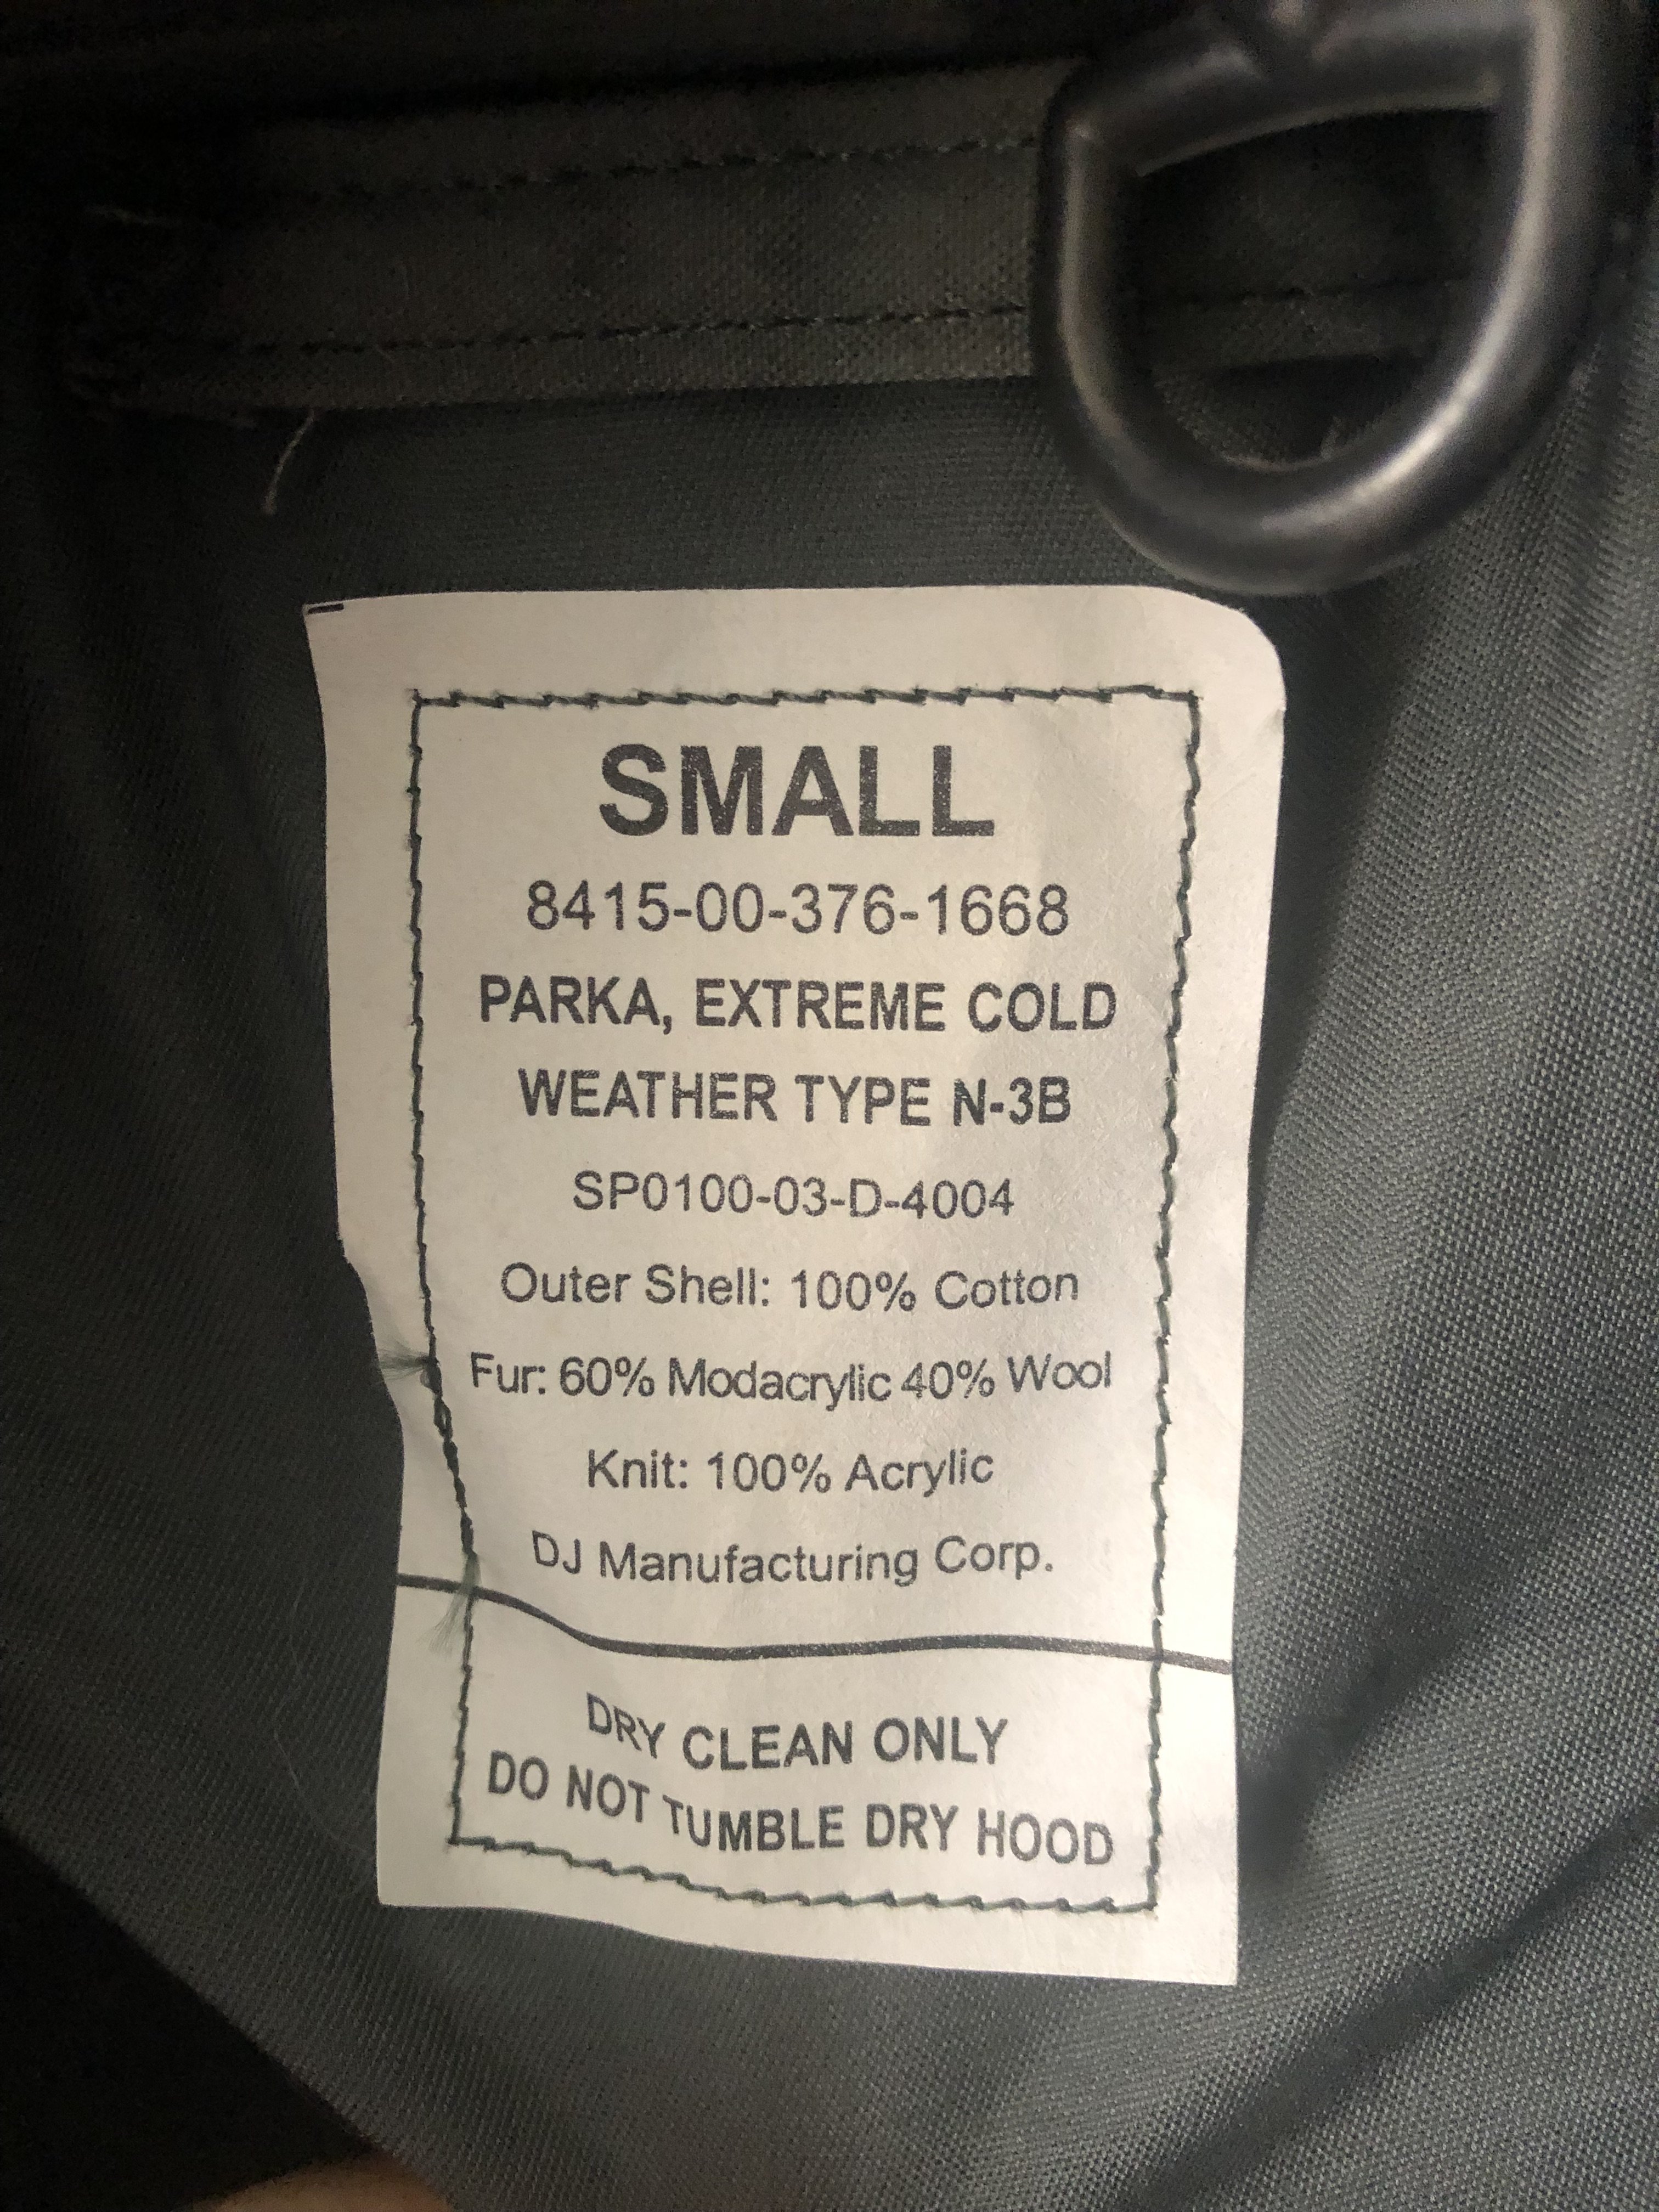 SMALL
8415-00-376-1668
PARKA, EXTREME COLD
WEATHER TYPE N-3B
SP0100-03-D-4004
Outer Shell: 100% Cotton
Fur: 60% Modacrylic 40% Wool
Knit: 100% Acrylic
DJ Manufacturing Corp.
DRY CLEAN ONLY
DO NOT TUMBLE DRY HOOD